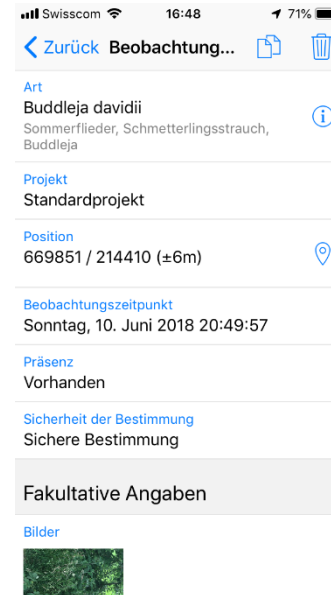 Swisscom 16:48 71%
Zurück Beobachtung...
Art
Buddleja davidii
Sommerflieder, Schmetterlingsstrauch,
Buddleja
Projekt
Standardprojekt
Position
669851 / 214410 (±6m)
Beobachtungszeitpunkt
Sonntag, 10. Juni 2018 20:49:57
Präsenz
Vorhanden
Sicherheit der Bestimmung
Sichere Bestimmung
Fakultative Angaben
Bilder